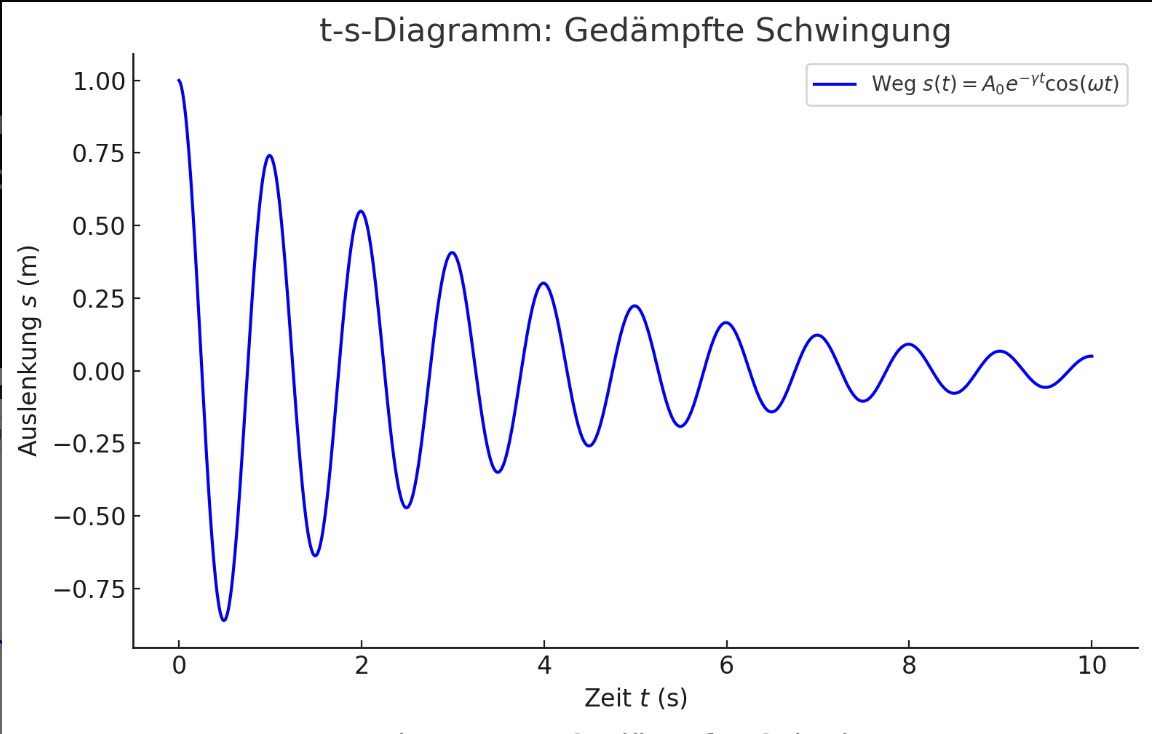 t-s-Diagramm: Gedämpfte Schwingung
Weg s(t) = A₀e^{−γt}cos(ωt)
1.00
0.75
0.50
0.25
0.00
−0.25
−0.50
−0.75
Auslenkung s (m)
0 2 4 6 8 10
Zeit t (s)